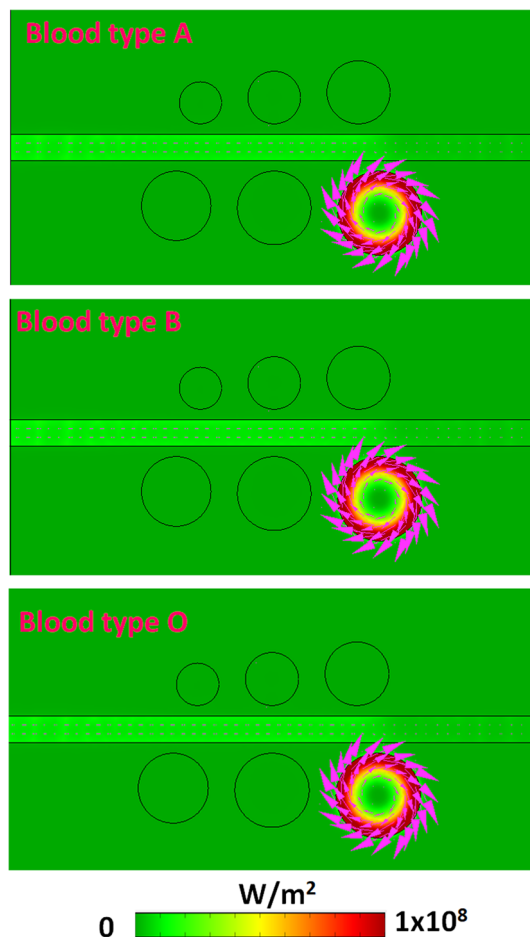 Blood type A
Blood type B
Blood type O
W/m²
0 1x10⁸